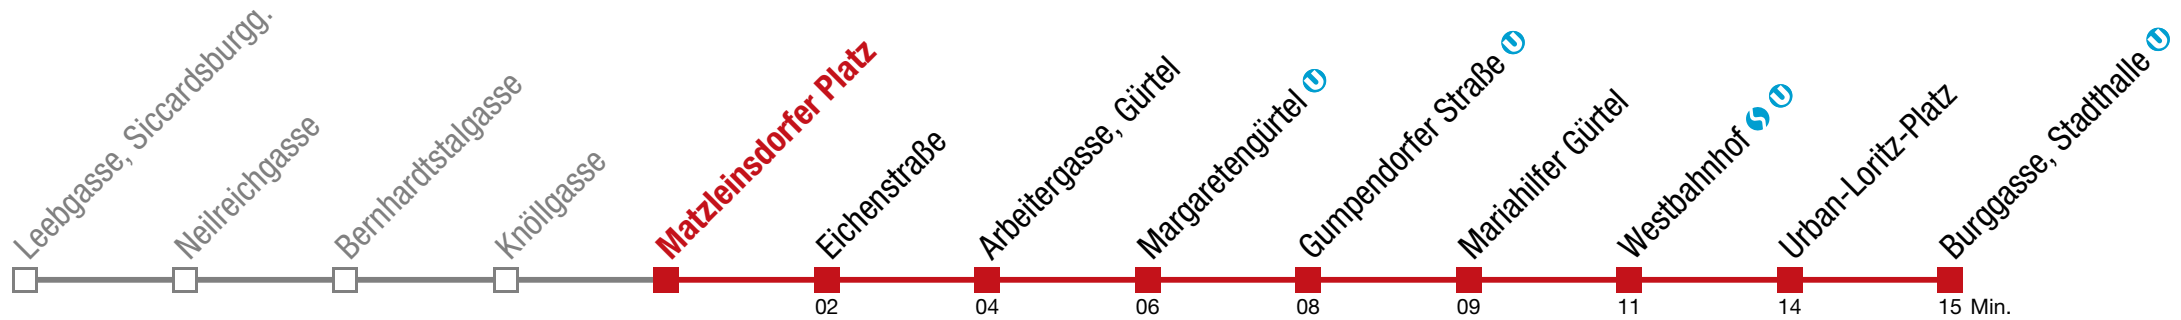 Leebgasse, Siccardsburgg.
Neilreichgasse
Bernhardtstalgasse
Knöllgasse
Matzleinsdorfer Platz
Eichenstraße
Arbeitergasse, Gürtel
Margaretengürtel U
Gumpendorfer Straße U
Mariahilfer Gürtel
Westbahnhof S U
Urban-Loritz-Platz
Burggasse, Stadthalle U
02 04 06 08 09 11 14 15 Min.